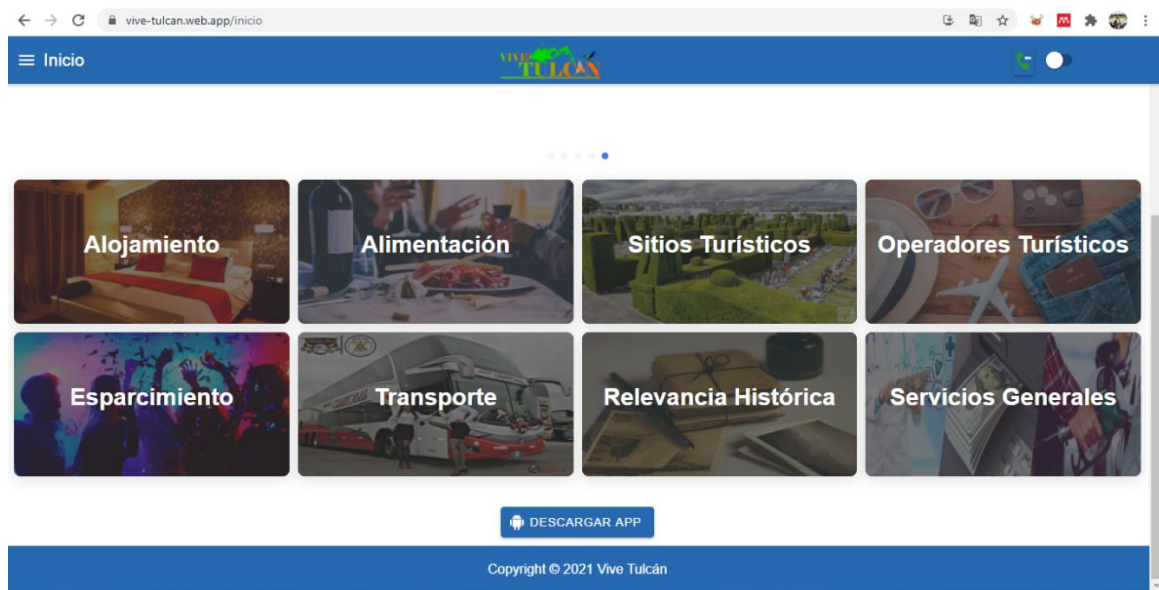 vive-tulcan.web.app/inicio
Inicio
VIVE
TULCÁN
Alojamiento
Alimentación
Sitios Turísticos
Operadores Turísticos
Esparcimiento
Transporte
Relevancia Histórica
Servicios Generales
DESCARGAR APP
Copyright © 2021 Vive Tulcán